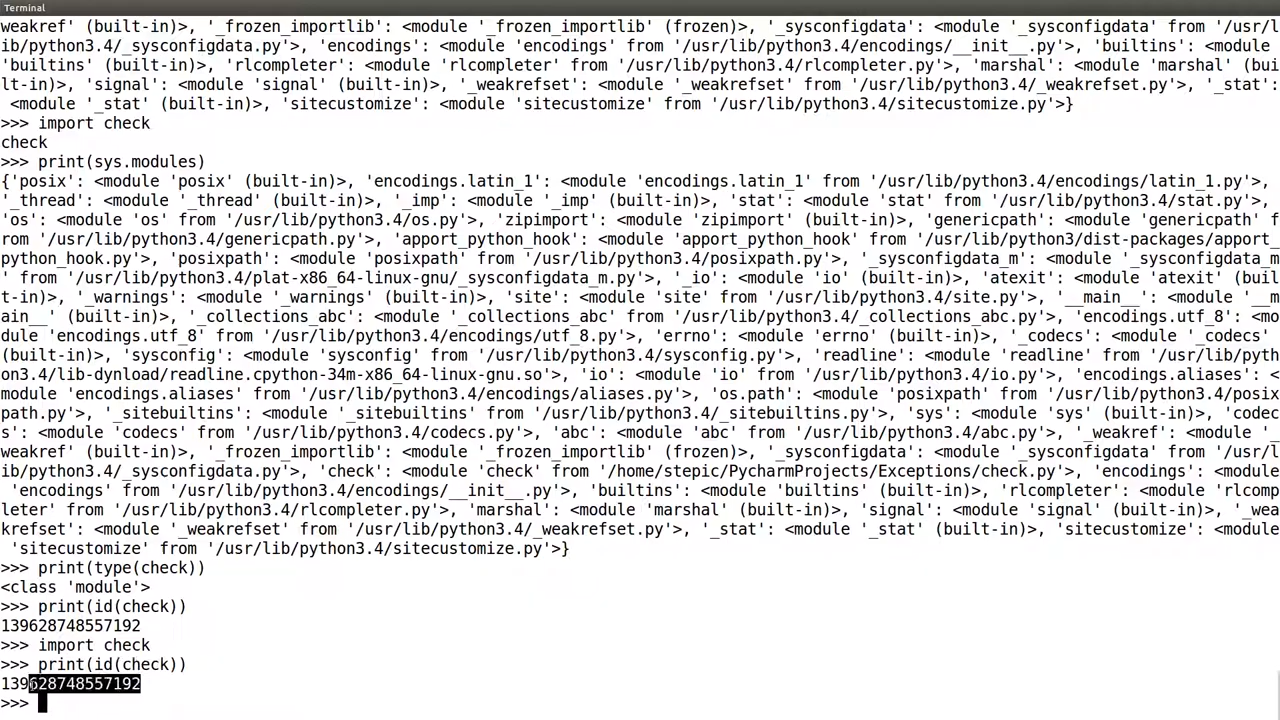 Terminal
weakref' (built-in)>, '_frozen_importlib': <module '_frozen_importlib' (frozen)>, '_sysconfigdata': <module '_sysconfigdata' from '/usr/l
ib/python3.4/_sysconfigdata.py'>, 'encodings': <module 'encodings' from '/usr/lib/python3.4/encodings/__init__.py'>, 'builtins': <module
'builtins' (built-in)>, 'rlcompleter': <module 'rlcompleter' from '/usr/lib/python3.4/rlcompleter.py'>, 'marshal': <module 'marshal' (bui
lt-in)>, 'signal': <module 'signal' (built-in)>, '_weakrefset': <module '_weakrefset' from '/usr/lib/python3.4/_weakrefset.py'>, '_stat':
<module '_stat' (built-in)>, 'sitecustomize': <module 'sitecustomize' from '/usr/lib/python3.4/sitecustomize.py'>}
>>> import check
check
>>> print(sys.modules)
{'posix': <module 'posix' (built-in)>, 'encodings.latin_1': <module 'encodings.latin_1' from '/usr/lib/python3.4/encodings/latin_1.py'>,
'_thread': <module '_thread' (built-in)>, '_imp': <module '_imp' (built-in)>, 'stat': <module 'stat' from '/usr/lib/python3.4/stat.py'>,
'os': <module 'os' from '/usr/lib/python3.4/os.py'>, 'zipimport': <module 'zipimport' (built-in)>, 'genericpath': <module 'genericpath' f
rom '/usr/lib/python3.4/genericpath.py'>, 'apport_python_hook': <module 'apport_python_hook' from '/usr/lib/python3/dist-packages/apport_
python_hook.py'>, 'posixpath': <module 'posixpath' from '/usr/lib/python3.4/posixpath.py'>, '_sysconfigdata_m': <module '_sysconfigdata_m
' from '/usr/lib/python3.4/plat-x86_64-linux-gnu/_sysconfigdata_m.py'>, '_io': <module 'io' (built-in)>, 'atexit': <module 'atexit' (buil
t-in)>, '_warnings': <module '_warnings' (built-in)>, 'site': <module 'site' from '/usr/lib/python3.4/site.py'>, '__main__': <module '__m
ain__' (built-in)>, '_collections_abc': <module '_collections_abc' from '/usr/lib/python3.4/_collections_abc.py'>, 'encodings.utf_8': <mo
dule 'encodings.utf_8' from '/usr/lib/python3.4/encodings/utf_8.py'>, 'errno': <module 'errno' (built-in)>, '_codecs': <module '_codecs'
(built-in)>, 'sysconfig': <module 'sysconfig' from '/usr/lib/python3.4/sysconfig.py'>, 'readline': <module 'readline' from '/usr/lib/pyth
on3.4/lib-dynload/readline.cpython-34m-x86_64-linux-gnu.so'>, 'io': <module 'io' from '/usr/lib/python3.4/io.py'>, 'encodings.aliases': <
module 'encodings.aliases' from '/usr/lib/python3.4/encodings/aliases.py'>, 'os.path': <module 'posixpath' from '/usr/lib/python3.4/posix
path.py'>, '_sitebuiltins': <module '_sitebuiltins' from '/usr/lib/python3.4/_sitebuiltins.py'>, 'sys': <module 'sys' (built-in)>, 'codec
s': <module 'codecs' from '/usr/lib/python3.4/codecs.py'>, 'abc': <module 'abc' from '/usr/lib/python3.4/abc.py'>, '_weakref': <module '_
weakref' (built-in)>, '_frozen_importlib': <module '_frozen_importlib' (frozen)>, '_sysconfigdata': <module '_sysconfigdata' from '/usr/l
ib/python3.4/_sysconfigdata.py'>, 'check': <module 'check' from '/home/stepic/PycharmProjects/Exceptions/check.py'>, 'encodings': <module
'encodings' from '/usr/lib/python3.4/encodings/__init__.py'>, 'builtins': <module 'builtins' (built-in)>, 'rlcompleter': <module 'rlcomp
leter' from '/usr/lib/python3.4/rlcompleter.py'>, 'marshal': <module 'marshal' (built-in)>, 'signal': <module 'signal' (built-in)>, '_wea
krefset': <module '_weakrefset' from '/usr/lib/python3.4/_weakrefset.py'>, '_stat': <module '_stat' (built-in)>, 'sitecustomize': <module
'sitecustomize' from '/usr/lib/python3.4/sitecustomize.py'>}
>>> print(type(check))
<class 'module'>
>>> print(id(check))
139628748557192
>>> import check
>>> print(id(check))
139628748557192
>>>